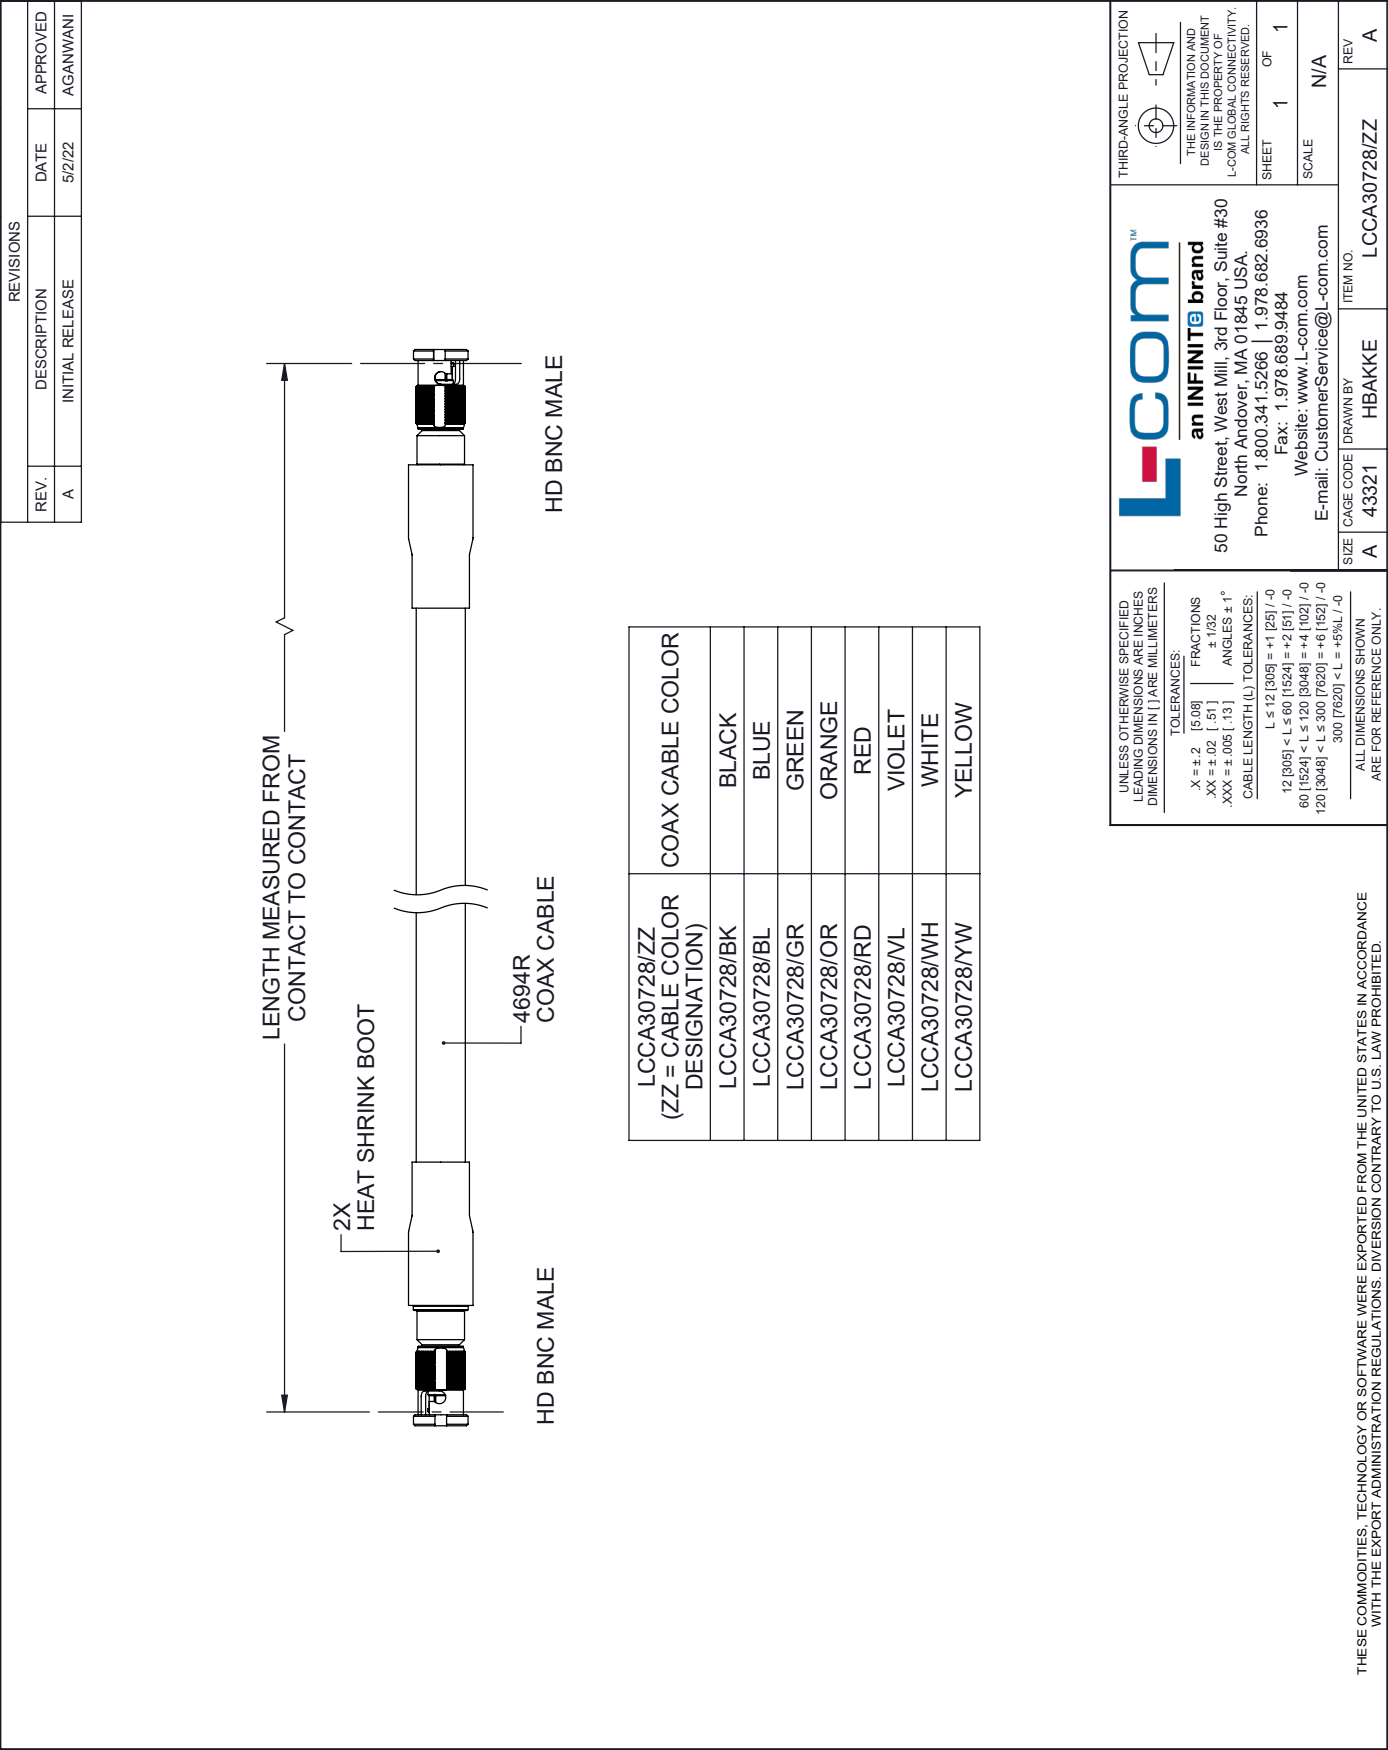 REVISIONS
REV. DESCRIPTION DATE APPROVED
A INITIAL RELEASE 5/2/22 AGANWANI
LENGTH MEASURED FROM
CONTACT TO CONTACT
2X
HEAT SHRINK BOOT
4694R
COAX CABLE
HD BNC MALE
HD BNC MALE
LCCA30728/ZZ
(ZZ = CABLE COLOR
DESIGNATION)
COAX CABLE COLOR
LCCA30728/BK BLACK
LCCA30728/BL BLUE
LCCA30728/GR GREEN
LCCA30728/OR ORANGE
LCCA30728/RD RED
LCCA30728/VL VIOLET
LCCA30728/WH WHITE
LCCA30728/YW YELLOW
UNLESS OTHERWISE SPECIFIED
LEADING DIMENSIONS ARE INCHES
DIMENSIONS IN [ ] ARE MILLIMETERS
TOLERANCES:
.X = ±.2 [5.08] FRACTIONS
.XX = ±.02 [ .51] ± 1/32
.XXX = ±.005 [ .13 ] ANGLES ± 1°
CABLE LENGTH (L) TOLERANCES:
L ≤ 12 [305] = +1 [25] / -0
12 [305] < L ≤ 60 [1524] = +2 [51] / -0
60 [1524] < L ≤ 120 [3048] = +4 [102] / -0
120 [3048] < L ≤ 300 [7620] = +6 [152] / -0
300 [7620] < L = +5%L / -0
ALL DIMENSIONS SHOWN
ARE FOR REFERENCE ONLY.
L-com™
an INFINITe brand
50 High Street, West Mill, 3rd Floor, Suite #30
North Andover, MA 01845 USA.
Phone: 1.800.341.5266 | 1.978.682.6936
Fax: 1.978.689.9484
Website: www.L-com.com
E-mail: CustomerService@L-com.com
THIRD-ANGLE PROJECTION
THE INFORMATION AND
DESIGN IN THIS DOCUMENT
IS THE PROPERTY OF
L-COM GLOBAL CONNECTIVITY.
ALL RIGHTS RESERVED.
SHEET 1 OF 1
SCALE N/A
SIZE A
CAGE CODE 43321
DRAWN BY HBAKKE
ITEM NO. LCCA30728/ZZ
REV A
THESE COMMODITIES, TECHNOLOGY OR SOFTWARE WERE EXPORTED FROM THE UNITED STATES IN ACCORDANCE
WITH THE EXPORT ADMINISTRATION REGULATIONS. DIVERSION CONTRARY TO U.S. LAW PROHIBITED.